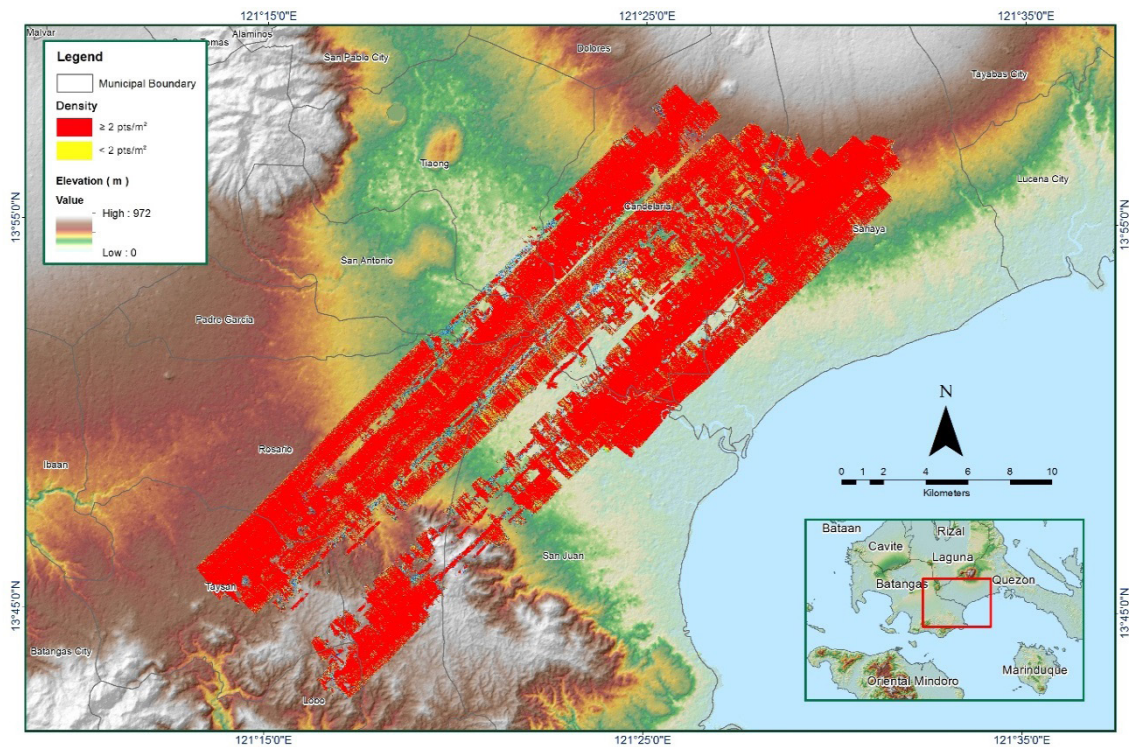 121°15'0"E 121°25'0"E 121°35'0"E
Malvar
Tomas Alaminos
San Pablo City
Dolores
Tayabas City
Legend
Municipal Boundary
Density
≥ 2 pts/m²
< 2 pts/m²
Elevation ( m )
Value
High : 972
Low : 0
Tiaong
Lucena City
Candelaria
13°55'0"N
13°55'0"N
Sariaya
San Antonio
Padre Garcia
N
Rosario
Ibaan
0 1 2 4 6 8 10
Kilometers
San Juan
Taysan
13°45'0"N
13°45'0"N
Batangas City
Lobo
Bataan
Rizal
Cavite
Laguna
Batangas
Quezon
Marinduque
Oriental Mindoro
121°15'0"E 121°25'0"E 121°35'0"E